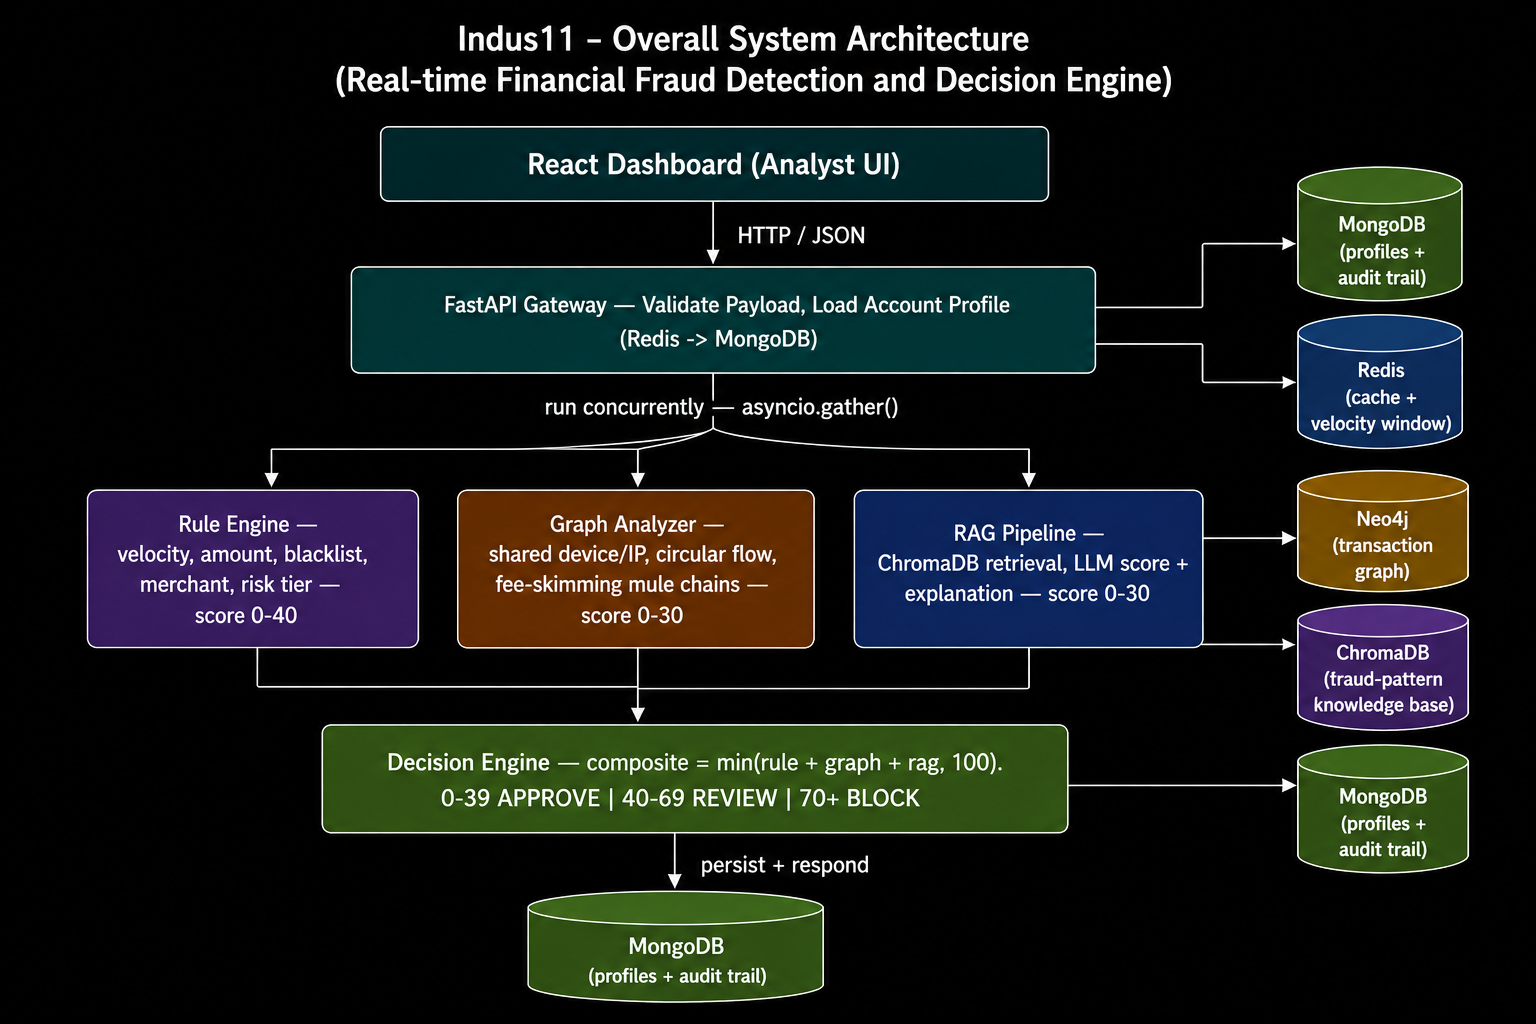 Indus11 – Overall System Architecture
(Real-time Financial Fraud Detection and Decision Engine)
React Dashboard (Analyst UI)
HTTP / JSON
FastAPI Gateway — Validate Payload, Load Account Profile
(Redis -> MongoDB)
MongoDB
(profiles +
audit trail)
Redis
(cache +
velocity window)
run concurrently — asyncio.gather()
Rule Engine —
velocity, amount, blacklist,
merchant, risk tier —
score 0-40
Graph Analyzer —
shared device/IP, circular flow,
fee-skimming mule chains —
score 0-30
RAG Pipeline —
ChromaDB retrieval, LLM score +
explanation — score 0-30
Neo4j
(transaction
graph)
ChromaDB
(fraud-pattern
knowledge base)
Decision Engine — composite = min(rule + graph + rag, 100).
0-39 APPROVE | 40-69 REVIEW | 70+ BLOCK
MongoDB
(profiles +
audit trail)
persist + respond
MongoDB
(profiles + audit trail)